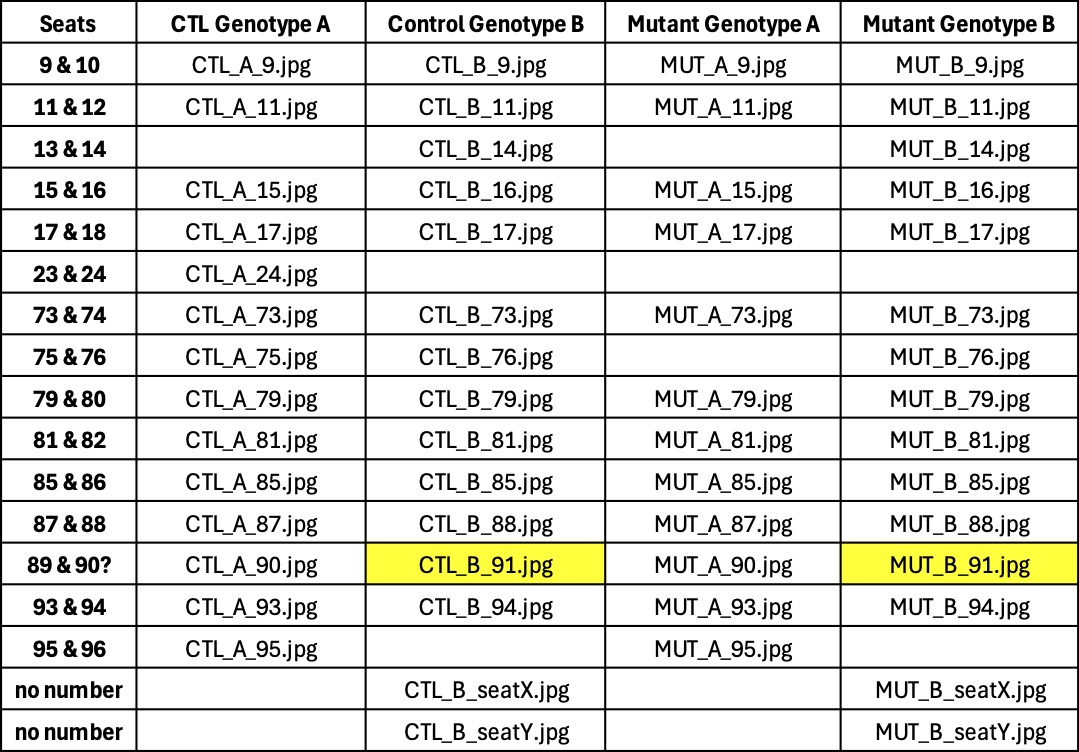 Seats CTL Genotype A Control Genotype B Mutant Genotype A Mutant Genotype B
9 & 10 CTL_A_9.jpg CTL_B_9.jpg MUT_A_9.jpg MUT_B_9.jpg
11 & 12 CTL_A_11.jpg CTL_B_11.jpg MUT_A_11.jpg MUT_B_11.jpg
13 & 14 CTL_B_14.jpg MUT_B_14.jpg
15 & 16 CTL_A_15.jpg CTL_B_16.jpg MUT_A_15.jpg MUT_B_16.jpg
17 & 18 CTL_A_17.jpg CTL_B_17.jpg MUT_A_17.jpg MUT_B_17.jpg
23 & 24 CTL_A_24.jpg
73 & 74 CTL_A_73.jpg CTL_B_73.jpg MUT_A_73.jpg MUT_B_73.jpg
75 & 76 CTL_A_75.jpg CTL_B_76.jpg MUT_B_76.jpg
79 & 80 CTL_A_79.jpg CTL_B_79.jpg MUT_A_79.jpg MUT_B_79.jpg
81 & 82 CTL_A_81.jpg CTL_B_81.jpg MUT_A_81.jpg MUT_B_81.jpg
85 & 86 CTL_A_85.jpg CTL_B_85.jpg MUT_A_85.jpg MUT_B_85.jpg
87 & 88 CTL_A_87.jpg CTL_B_88.jpg MUT_A_87.jpg MUT_B_88.jpg
89 & 90? CTL_A_90.jpg CTL_B_91.jpg MUT_A_90.jpg MUT_B_91.jpg
93 & 94 CTL_A_93.jpg CTL_B_94.jpg MUT_A_93.jpg MUT_B_94.jpg
95 & 96 CTL_A_95.jpg MUT_A_95.jpg
no number CTL_B_seatX.jpg MUT_B_seatX.jpg
no number CTL_B_seatY.jpg MUT_B_seatY.jpg